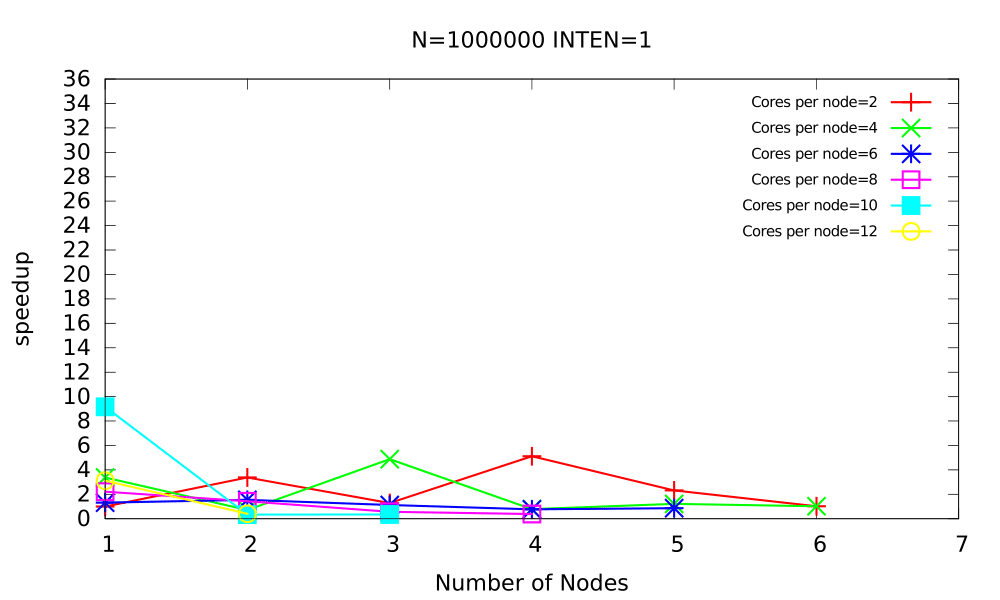 N=1000000 INTEN=1
36
34
32
30
28
26
24
22
20
18
16
14
12
10
8
6
4
2
0
speedup
Cores per node=2
Cores per node=4
Cores per node=6
Cores per node=8
Cores per node=10
Cores per node=12
1 2 3 4 5 6 7
Number of Nodes